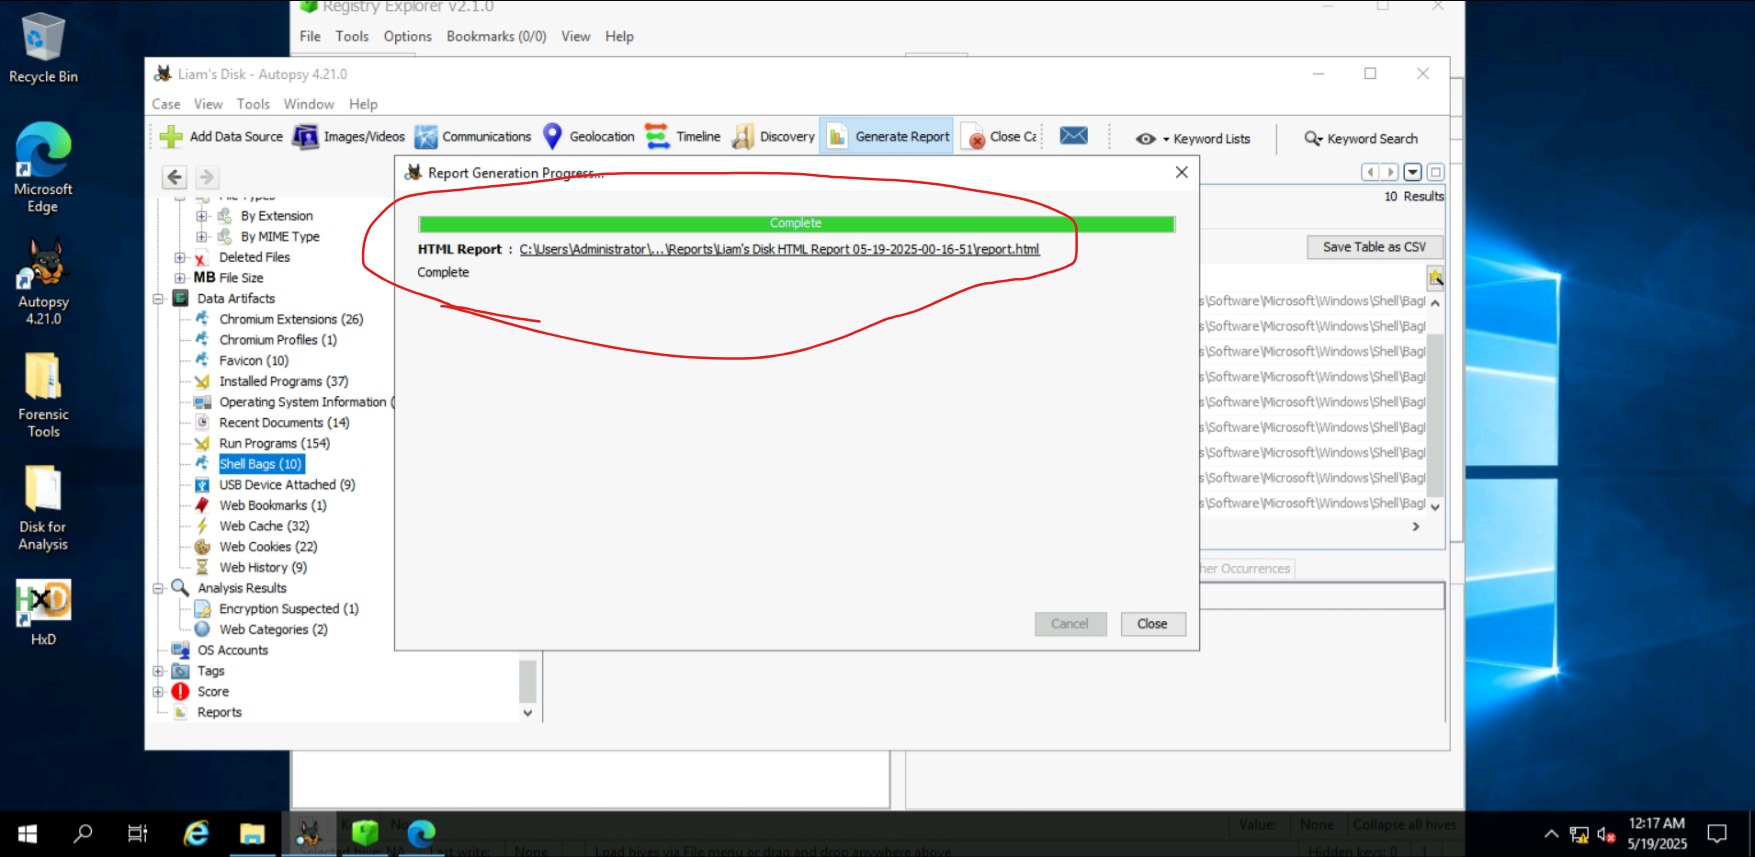 Recycle Bin
Microsoft
Edge
Autopsy
4.21.0
Forensic
Tools
Disk for
Analysis
HxD
HxD
Registry Explorer v2.1.0
File Tools Options Bookmarks (0/0) View Help
Liam's Disk - Autopsy 4.21.0
Case View Tools Window Help
Add Data Source Images/Videos Communications Geolocation Timeline Discovery Generate Report Close Ca Keyword Lists Keyword Search
File Types
By Extension
By MIME Type
Deleted Files
MB File Size
Data Artifacts
Chromium Extensions (26)
Chromium Profiles (1)
Favicon (10)
Installed Programs (37)
Operating System Information (
Recent Documents (14)
Run Programs (154)
Shell Bags (10)
USB Device Attached (9)
Web Bookmarks (1)
Web Cache (32)
Web Cookies (22)
Web History (9)
Analysis Results
Encryption Suspected (1)
Web Categories (2)
OS Accounts
Tags
Score
Reports
Report Generation Progress...
Complete
HTML Report : C:\Users\Administrator\...\Reports\Liam's Disk HTML Report 05-19-2025-00-16-51\report.html
Complete
Cancel Close
10 Results
Save Table as CSV
s\Software\Microsoft\Windows\Shell\Bag
s\Software\Microsoft\Windows\Shell\Bag
s\Software\Microsoft\Windows\Shell\Bag
s\Software\Microsoft\Windows\Shell\Bag
s\Software\Microsoft\Windows\Shell\Bag
s\Software\Microsoft\Windows\Shell\Bag
s\Software\Microsoft\Windows\Shell\Bag
s\Software\Microsoft\Windows\Shell\Bag
s\Software\Microsoft\Windows\Shell\Bag
her Occurrences
Value: None Collapse all hives
Selected hive: NA Last write: None Load hives via File menu or drag and drop anywhere above Hidden keys: 0 1
12:17 AM
5/19/2025